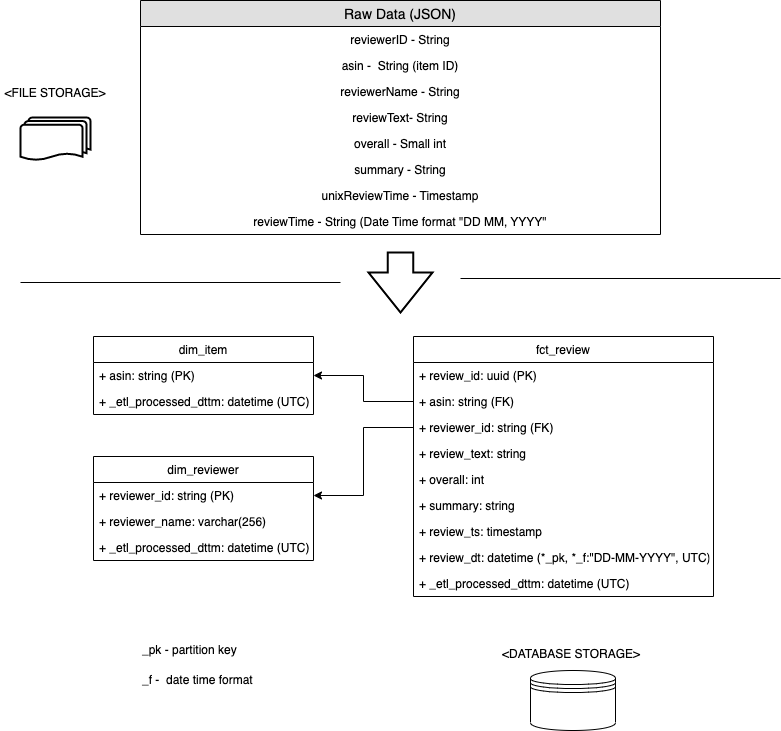 Raw Data (JSON)
reviewerID - String
asin -  String (item ID)
<FILE STORAGE>
reviewerName - String
reviewText- String
overall - Small int
summary - String
unixReviewTime - Timestamp
reviewTime - String (Date Time format "DD MM, YYYY"
dim_item
+ asin: string (PK)
+ _etl_processed_dttm: datetime (UTC)
dim_reviewer
+ reviewer_id: string (PK)
+ reviewer_name: varchar(256)
+ _etl_processed_dttm: datetime (UTC)
fct_review
+ review_id: uuid (PK)
+ asin: string (FK)
+ reviewer_id: string (FK)
+ review_text: string
+ overall: int
+ summary: string
+ review_ts: timestamp
+ review_dt: datetime (*_pk, *_f:"DD-MM-YYYY", UTC)
+ _etl_processed_dttm: datetime (UTC)
_pk - partition key
_f -  date time format
<DATABASE STORAGE>